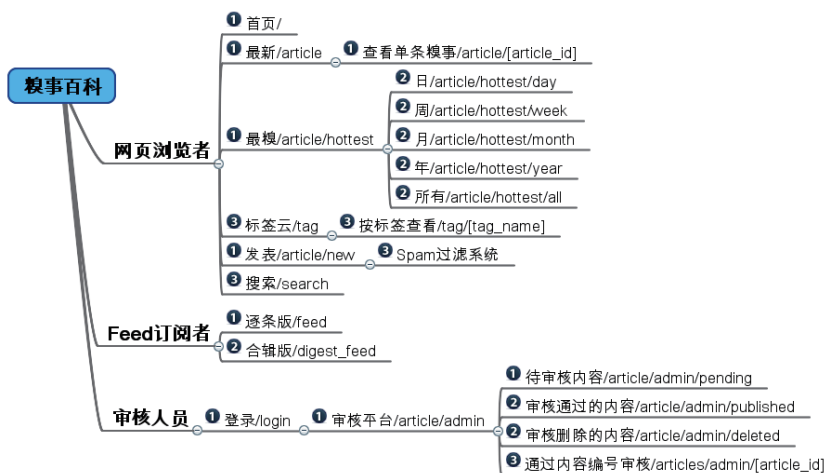 糗事百科
网页浏览者
1 首页/
1 最新/article
1 查看单条糗事/article/[article_id]
1 最糗/article/hottest
2 日/article/hottest/day
2 周/article/hottest/week
2 月/article/hottest/month
2 年/article/hottest/year
2 所有/article/hottest/all
3 标签云/tag
3 按标签查看/tag/[tag_name]
1 发表/article/new
3 Spam过滤系统
3 搜索/search
Feed订阅者
1 逐条版/feed
2 合辑版/digest_feed
审核人员
1 登录/login
1 审核平台/article/admin
1 待审核内容/article/admin/pending
2 审核通过的内容/article/admin/published
2 审核删除的内容/article/admin/deleted
3 通过内容编号审核/articles/admin/[article_id]